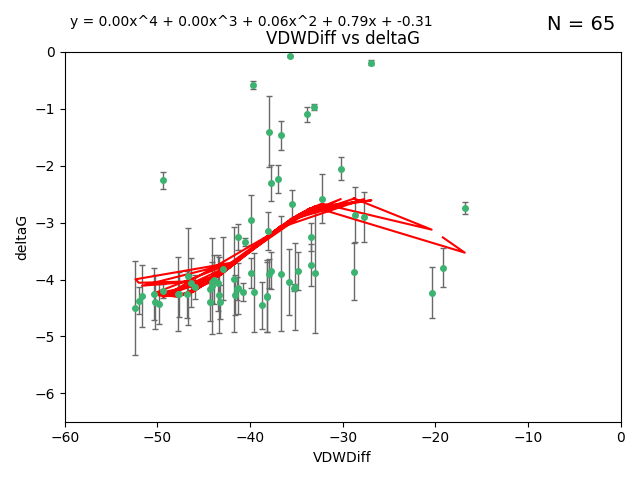 y = 0.00x^4 + 0.00x^3 + 0.06x^2 + 0.79x + -0.31
N = 65
VDWDiff vs deltaG
0
−1
−2
−3
−4
−5
−6
deltaG
−60 −50 −40 −30 −20 −10 0
VDWDiff